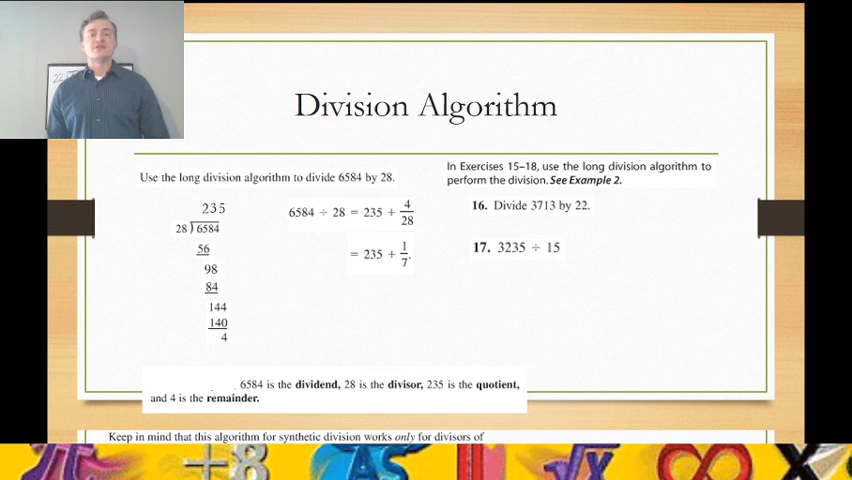 Division Algorithm
Use the long division algorithm to divide 6584 by 28.
235
28 ) 6584
56
98
84
144
140
4
6584 ÷ 28 = 235 + 4/28
= 235 + 1/7.
In Exercises 15–18, use the long division algorithm to
perform the division. See Example 2.
16. Divide 3713 by 22.
17. 3235 ÷ 15
6584 is the dividend, 28 is the divisor, 235 is the quotient,
and 4 is the remainder.
Keep in mind that this algorithm for synthetic division works only for divisors of